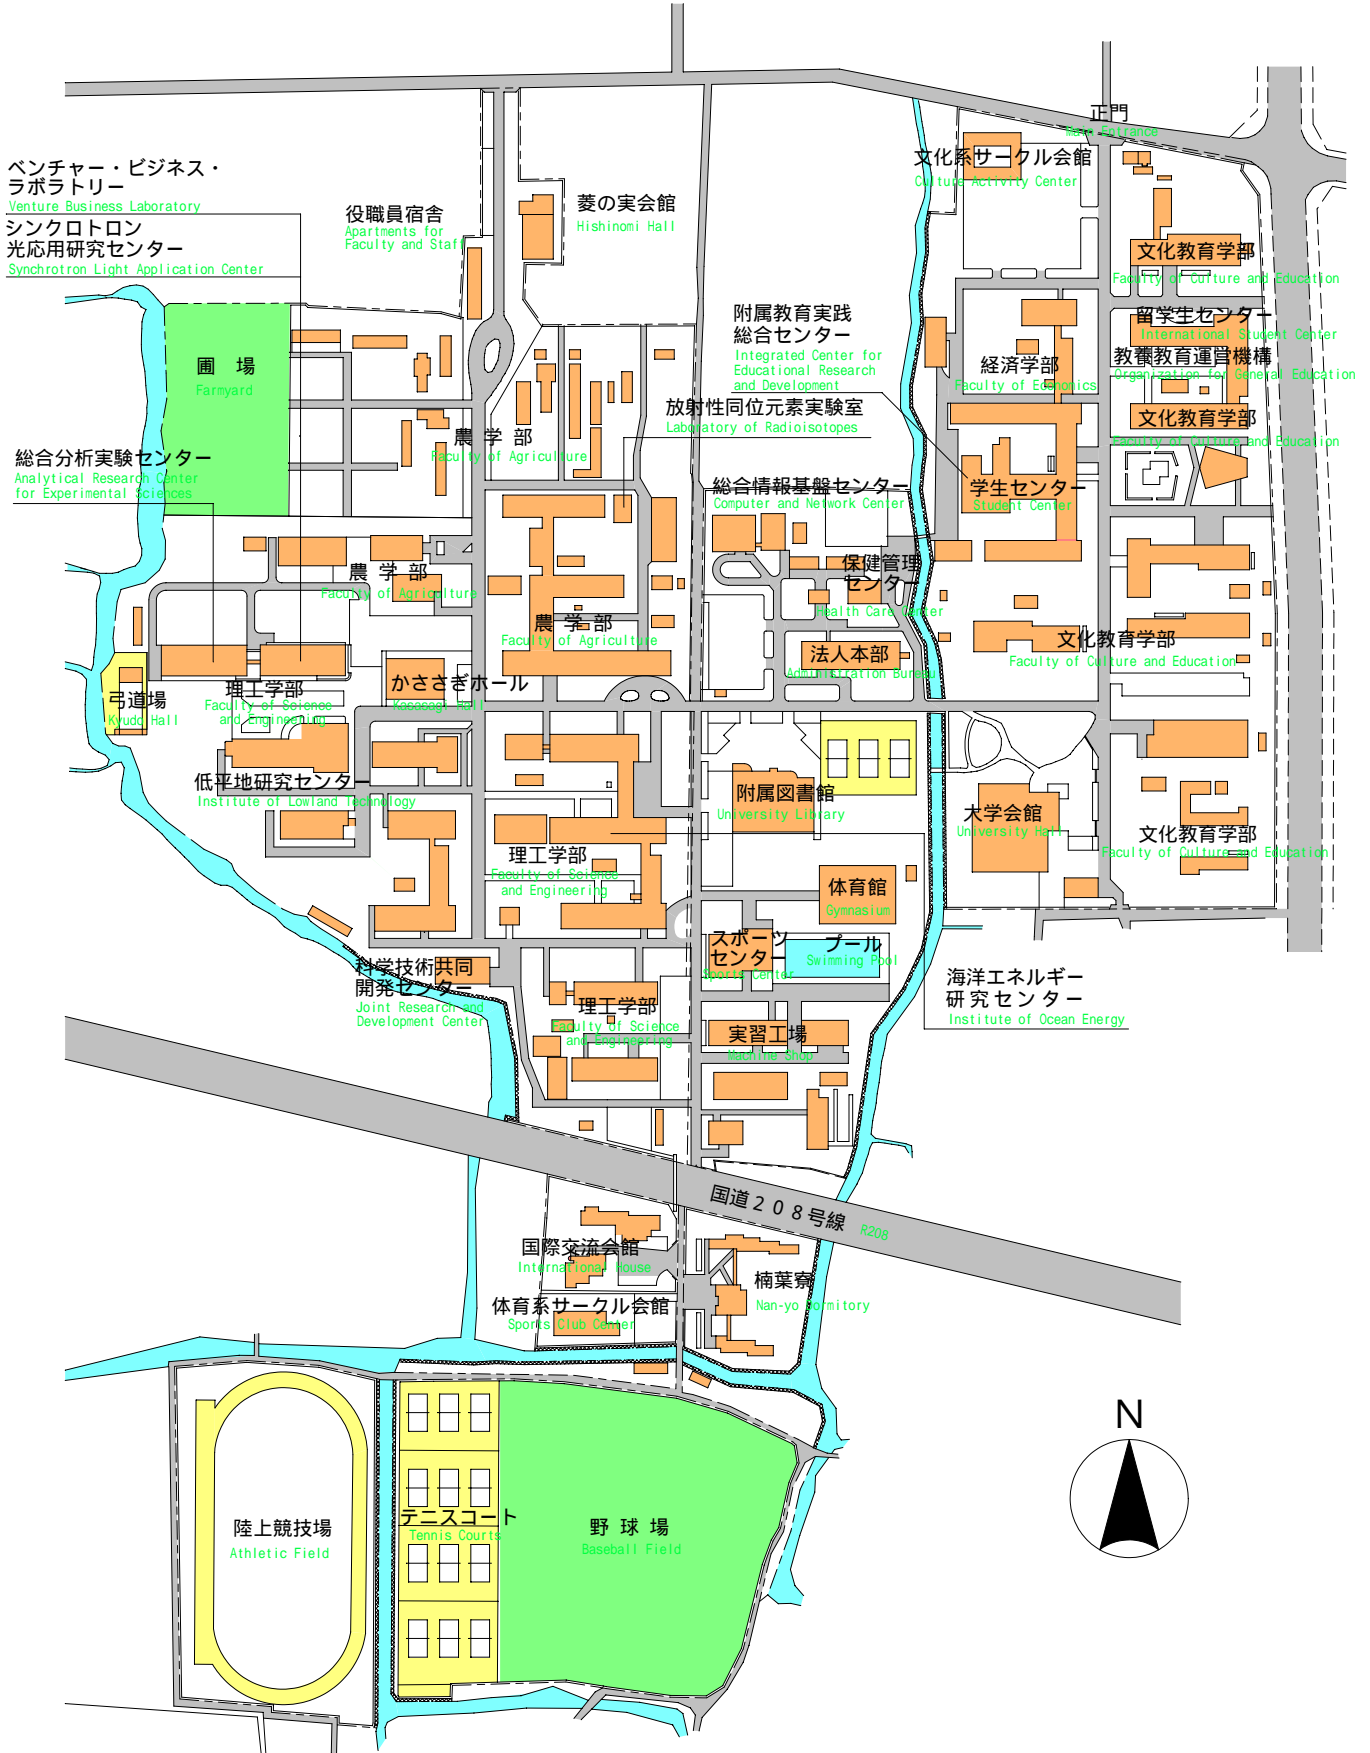 正門
Main Entrance
文化系サークル会館
Culture Activity Center
ベンチャー・ビジネス・
ラボラトリー
Venture Business Laboratory
シンクロトロン
光応用研究センター
Synchrotron Light Application Center
役職員宿舎
Apartments for
Faculty and Staff
菱の実会館
Hishinomi Hall
文化教育学部
Faculty of Culture and Education
留学生センター
International Student Center
教養教育運営機構
Organization for General Education
文化教育学部
Faculty of Culture and Education
附属教育実践
総合センター
Integrated Center for
Educational Research
and Development
経済学部
Faculty of Economics
圃 場
Farmyard
放射性同位元素実験室
Laboratory of Radioisotopes
農 学 部
Faculty of Agriculture
総合分析実験センター
Analytical Research Center
for Experimental Sciences
総合情報基盤センター
Computer and Network Center
学生センター
Student Center
農 学 部
Faculty of Agriculture
保健管理
センター
Health Care Center
農 学 部
Faculty of Agriculture
法人本部
Administration Bureau
文化教育学部
Faculty of Culture and Education
弓道場
Kyudo Hall
理工学部
Faculty of Science
and Engineering
かささぎホール
Kasasagi Hall
低平地研究センター
Institute of Lowland Technology
附属図書館
University Library
大学会館
University Hall
文化教育学部
Faculty of Culture and Education
理工学部
Faculty of Science
and Engineering
体育館
Gymnasium
スポーツ
センター
Sports Center
プール
Swimming Pool
科学技術共同
開発センター
Joint Research and
Development Center
海洋エネルギー
研究センター
Institute of Ocean Energy
理工学部
Faculty of Science
and Engineering
実習工場
Machine Shop
国道208号線 R208
国際交流会館
International House
楠葉寮
Nan-yo Dormitory
体育系サークル会館
Sports Club Center
N
陸上競技場
Athletic Field
テニスコート
Tennis Courts
野 球 場
Baseball Field